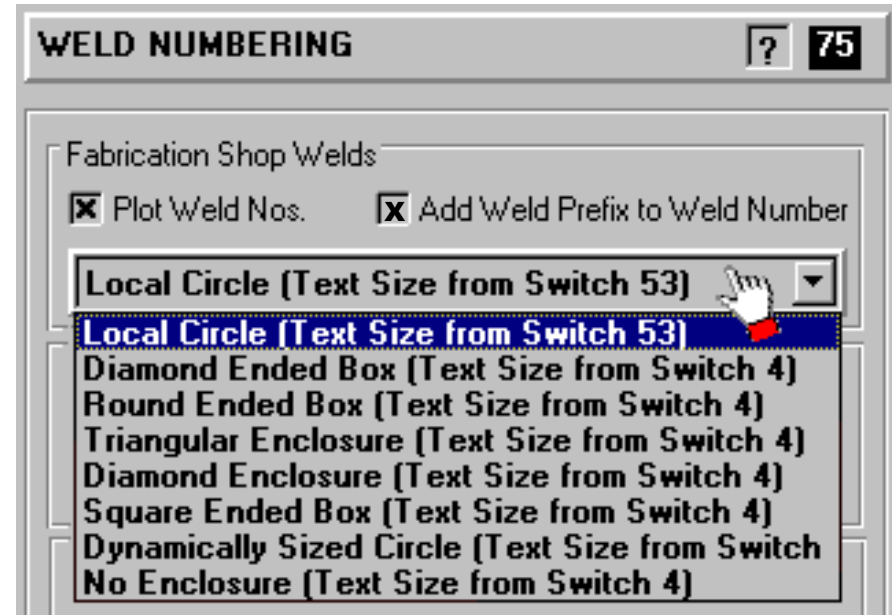 WELD NUMBERING ? 75
Fabrication Shop Welds
Plot Weld Nos. Add Weld Prefix to Weld Number
Local Circle (Text Size from Switch 53)
Local Circle (Text Size from Switch 53)
Diamond Ended Box (Text Size from Switch 4)
Round Ended Box (Text Size from Switch 4)
Triangular Enclosure (Text Size from Switch 4)
Diamond Enclosure (Text Size from Switch 4)
Square Ended Box (Text Size from Switch 4)
Dynamically Sized Circle (Text Size from Switch
No Enclosure (Text Size from Switch 4)